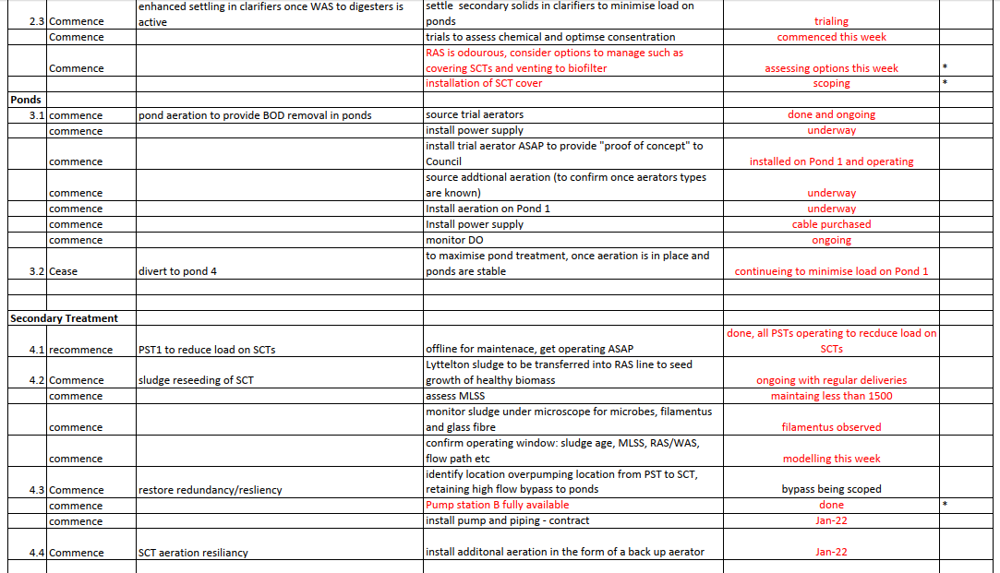 enhanced settling in clarifiers once WAS to digesters is settle  secondary solids in clarifiers to minimise load on
2.3 Commence active ponds trialing
Commence trials to assess chemical and optimse consentration commenced this week
RAS is odourous, consider options to manage such as
Commence covering SCTs and venting to biofilter assessing options this week *
installation of SCT cover scoping *
Ponds
3.1 commence pond aeration to provide BOD removal in ponds source trial aerators done and ongoing
commence install power supply underway
install trial aerator ASAP to provide "proof of concept" to
commence Council installed on Pond 1 and operating
source addtional aeration (to confirm once aerators types
commence are known) underway
commence Install aeration on Pond 1 underway
commence Install power supply cable purchased
commence monitor DO ongoing
to maximise pond treatment, once aeration is in place and
3.2 Cease divert to pond 4 ponds are stable continueing to minimise load on Pond 1
Secondary Treatment
done, all PSTs operating to recduce load on
4.1 recommence PST1 to reduce load on SCTs offline for maintenace, get operating ASAP SCTs
Lyttelton sludge to be transferred into RAS line to seed
4.2 Commence sludge reseeding of SCT growth of healthy biomass ongoing with regular deliveries
commence assess MLSS maintaing less than 1500
monitor sludge under microscope for microbes, filamentus
commence and glass fibre filamentus observed
confirm operating window: sludge age, MLSS, RAS/WAS,
commence flow path etc modelling this week
identify location overpumping location from PST to SCT,
4.3 Commence restore redundancy/resliency retaining high flow bypass to ponds bypass being scoped
commence Pump station B fully available done *
commence install pump and piping - contract Jan-22
4.4 Commence SCT aeration resiliancy install additonal aeration in the form of a back up aerator Jan-22